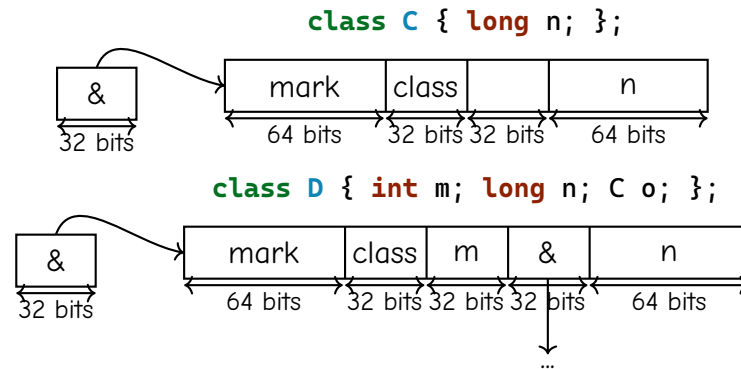 class C { long n; };
& mark class n
32 bits 64 bits 32 bits 32 bits 64 bits
class D { int m; long n; C o; };
& mark class m & n
32 bits 64 bits 32 bits 32 bits 32 bits 64 bits
...